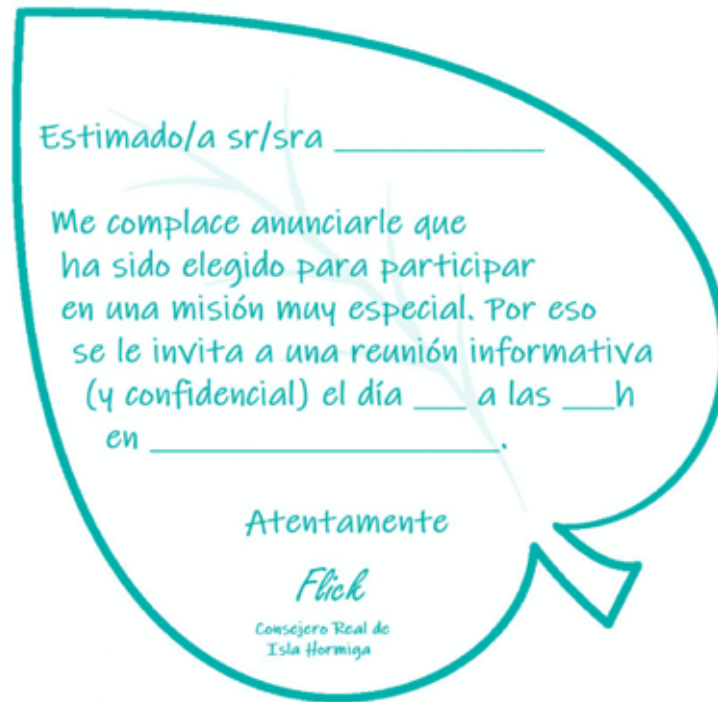 Estimado/a sr/sra _______________
Me complace anunciarle que
ha sido elegido para participar
en una misión muy especial. Por eso
se le invita a una reunión informativa
(y confidencial) el día ___ a las ___h
en _________________________.
Atentamente
Flick
Consejero Real de
Isla Hormiga